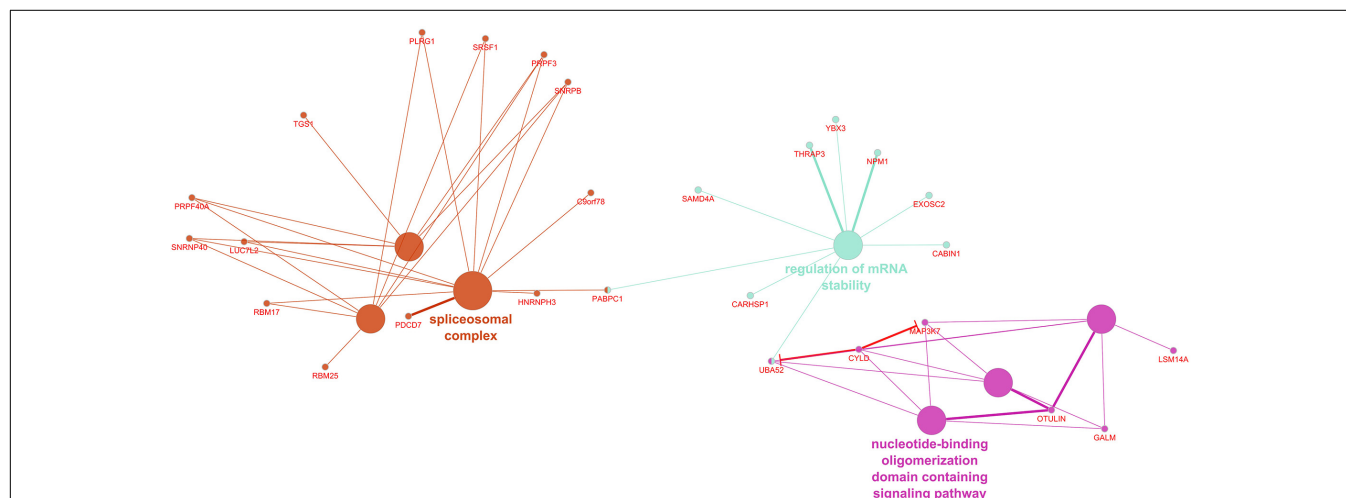 PLRG1
SRSF1
PRPF3
SNRPB
TGS1
YBX3
THRAP3
NPM1
SAMD4A
EXOSC2
C9orf78
PRPF40A
SNRNP40
LUC7L2
CABIN1
regulation of mRNA
stability
RBM17
PDCD7
HNRNPH3
PABPC1
CARHSP1
spliceosomal
complex
MAP3K7
RBM25
UBA52
CYLD
LSM14A
OTULIN
GALM
nucleotide-binding
oligomerization
domain containing
signaling pathway